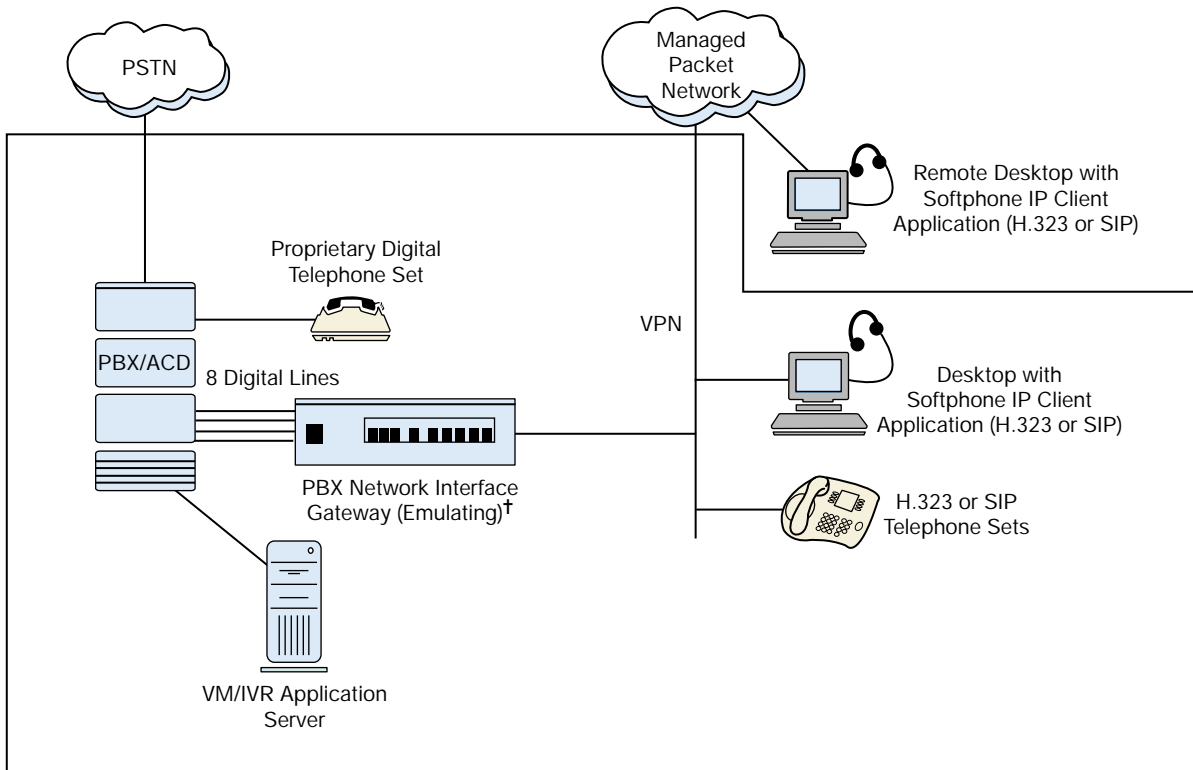 PSTN
Managed
Packet
Network
Remote Desktop with
Softphone IP Client
Application (H.323 or SIP)
Proprietary Digital
Telephone Set
VPN
PBX/ACD
8 Digital Lines
Desktop with
Softphone IP Client
Application (H.323 or SIP)
PBX Network Interface
Gateway (Emulating)†
H.323 or SIP
Telephone Sets
VM/IVR Application
Server